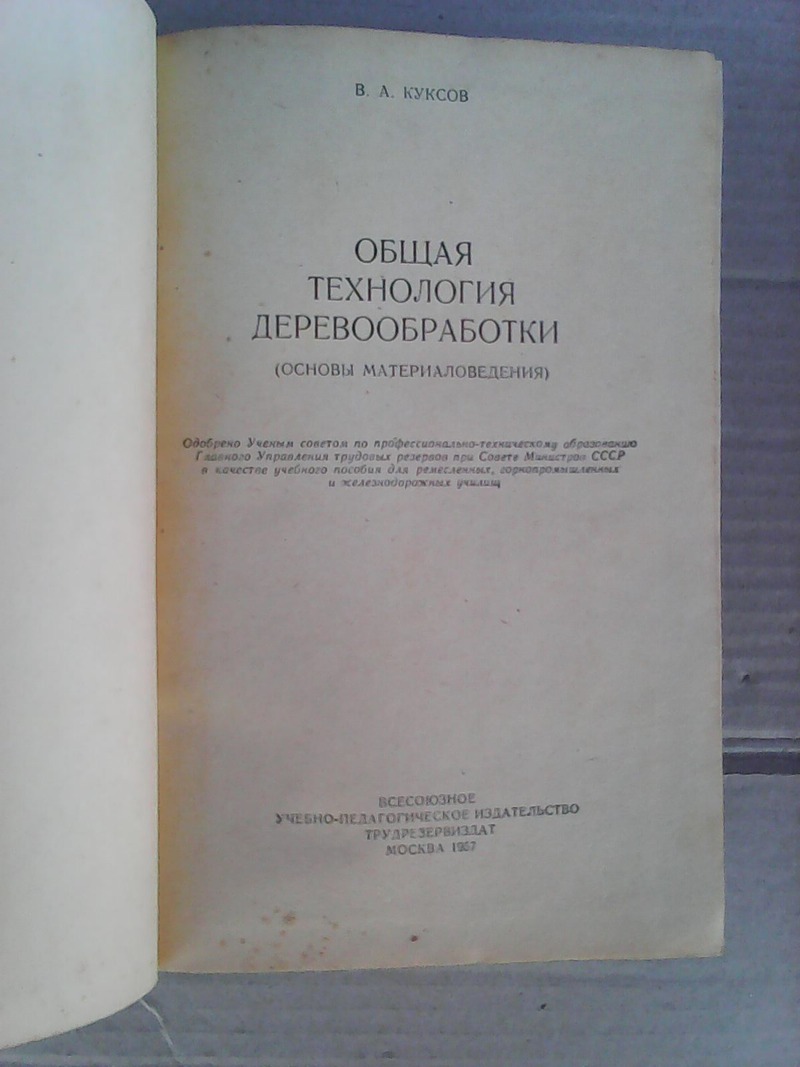 В. А. КУКСОВ
ОБЩАЯ
ТЕХНОЛОГИЯ
ДЕРЕВООБРАБОТКИ
(ОСНОВЫ МАТЕРИАЛОВЕДЕНИЯ)
Одобрено Ученым советом по профессионально-техническому образованию
Главного Управления трудовых резервов при Совете Министров СССР
в качестве учебного пособия для ремесленных, горнопромышленных
и железнодорожных училищ
ВСЕСОЮЗНОЕ
УЧЕБНО-ПЕДАГОГИЧЕСКОЕ ИЗДАТЕЛЬСТВО
ТРУДРЕЗЕРВИЗДАТ
МОСКВА 1957